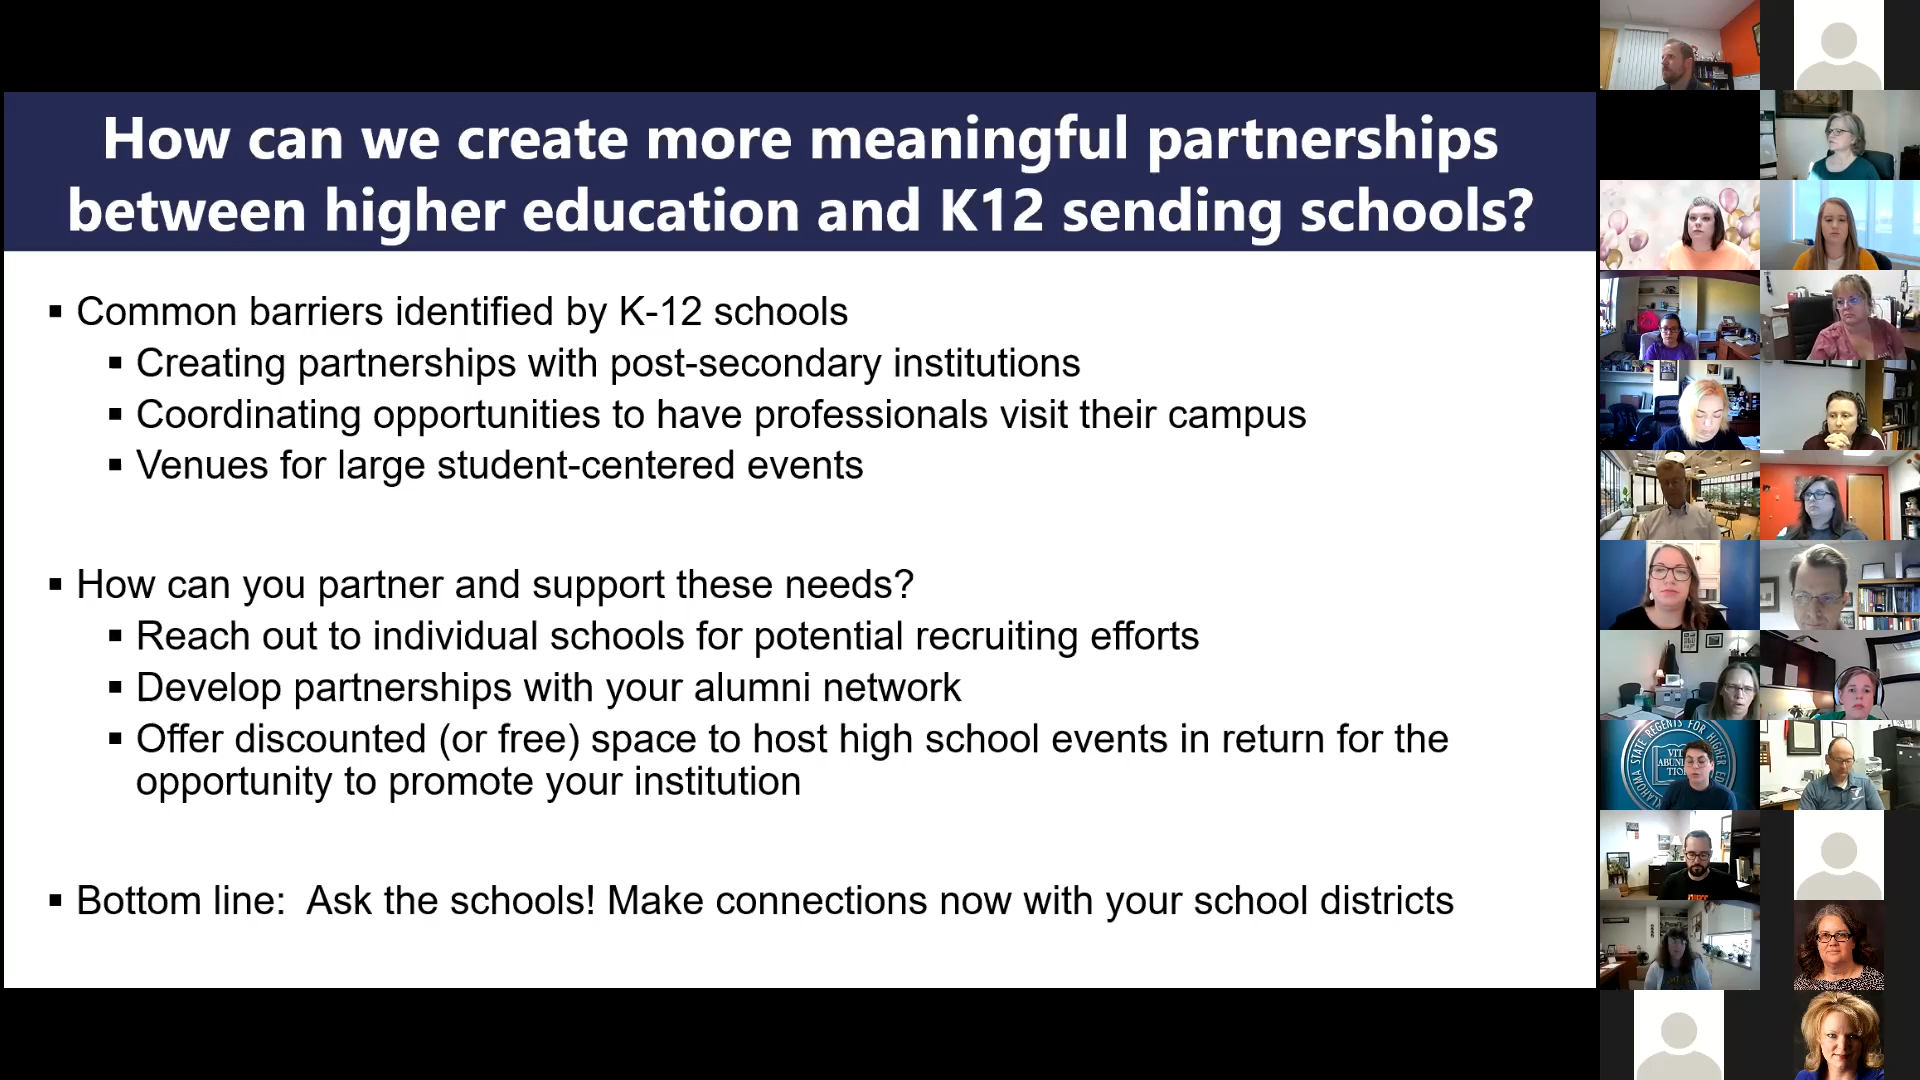 How can we create more meaningful partnerships
between higher education and K12 sending schools?
▪ Common barriers identified by K-12 schools
▪ Creating partnerships with post-secondary institutions
▪ Coordinating opportunities to have professionals visit their campus
▪ Venues for large student-centered events
▪ How can you partner and support these needs?
▪ Reach out to individual schools for potential recruiting efforts
▪ Develop partnerships with your alumni network
▪ Offer discounted (or free) space to host high school events in return for the
opportunity to promote your institution
▪ Bottom line:  Ask the schools! Make connections now with your school districts
STATE REGENTS FOR HIGHER